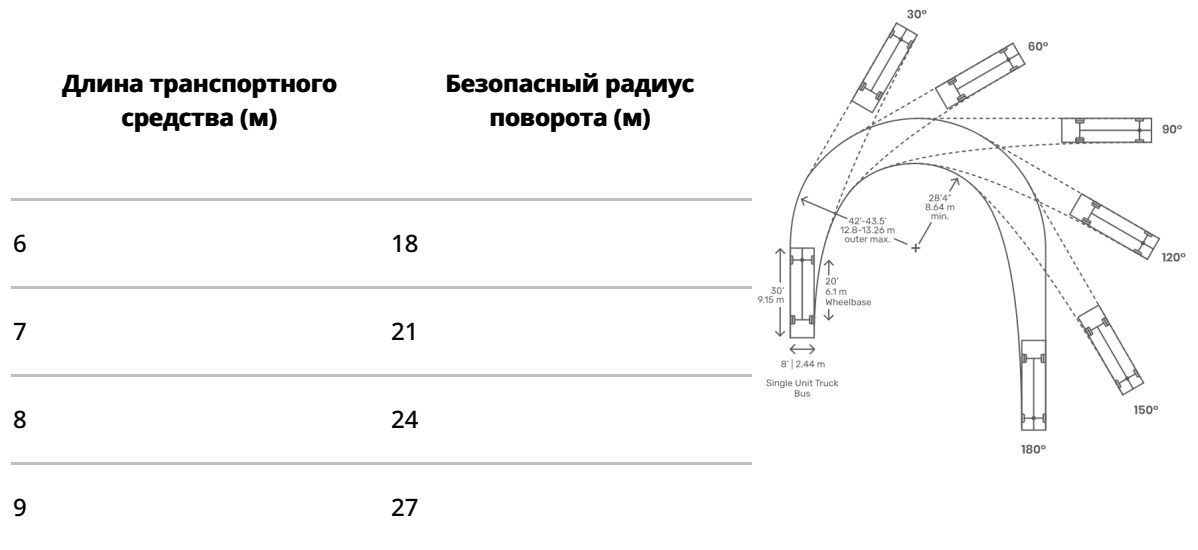 Длина транспортного
средства (м)
Безопасный радиус
поворота (м)
6
18
7
21
8
24
9
27
30°
60°
90°
120°
150°
180°
28'4"
8.64 m
min.
42'-43.5'
12.8-13.26 m
outer max.
20'
6.1 m
Wheelbase
30'
9.15 m
8' | 2.44 m
Single Unit Truck
Bus